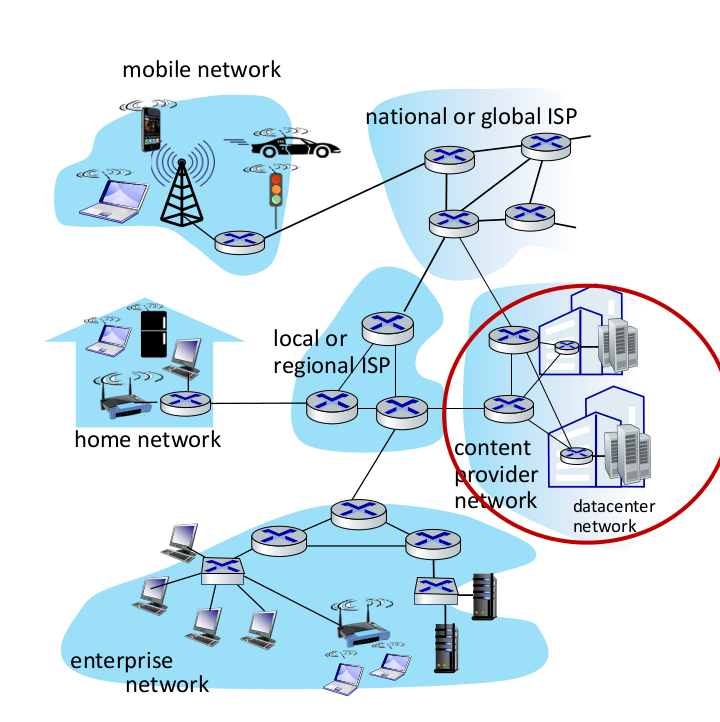 mobile network
national or global ISP
local or
regional ISP
home network
content
provider
network
datacenter
network
enterprise
network